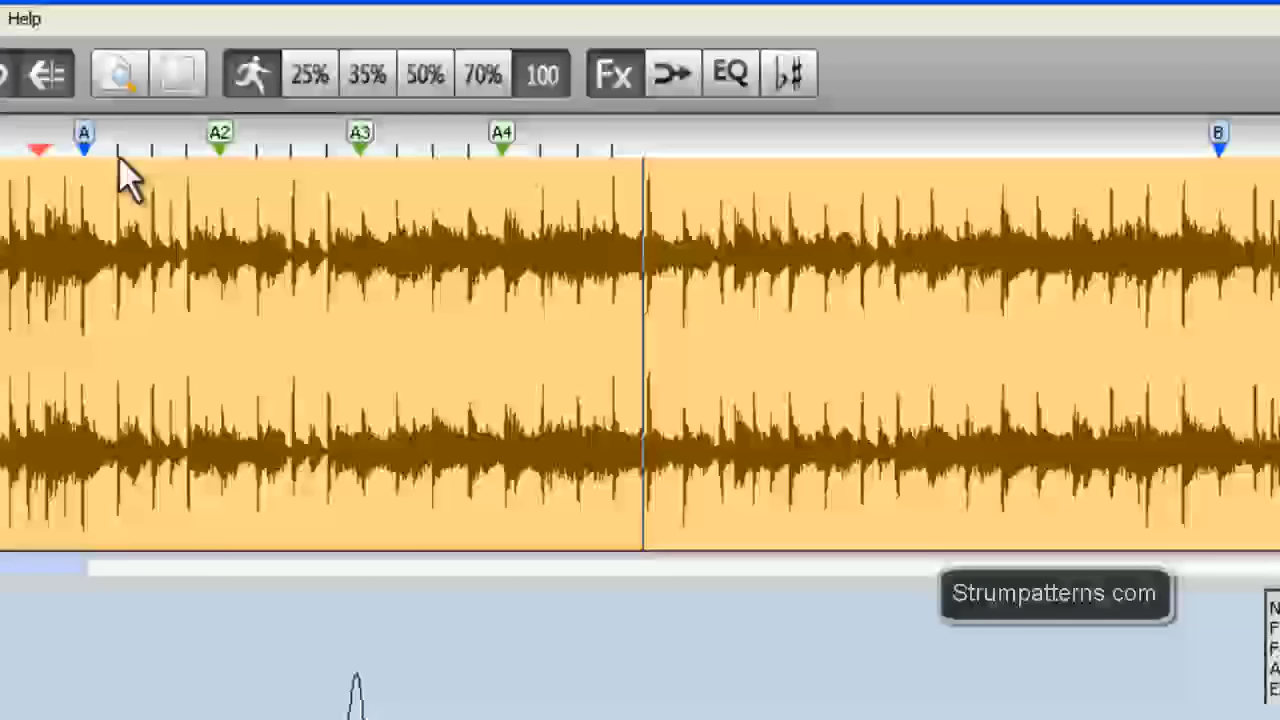 Help
25% 35% 50% 70% 100 Fx EQ ♭♯
A A2 A3 A4 B
Strumpatterns com
N
F
F
A
E